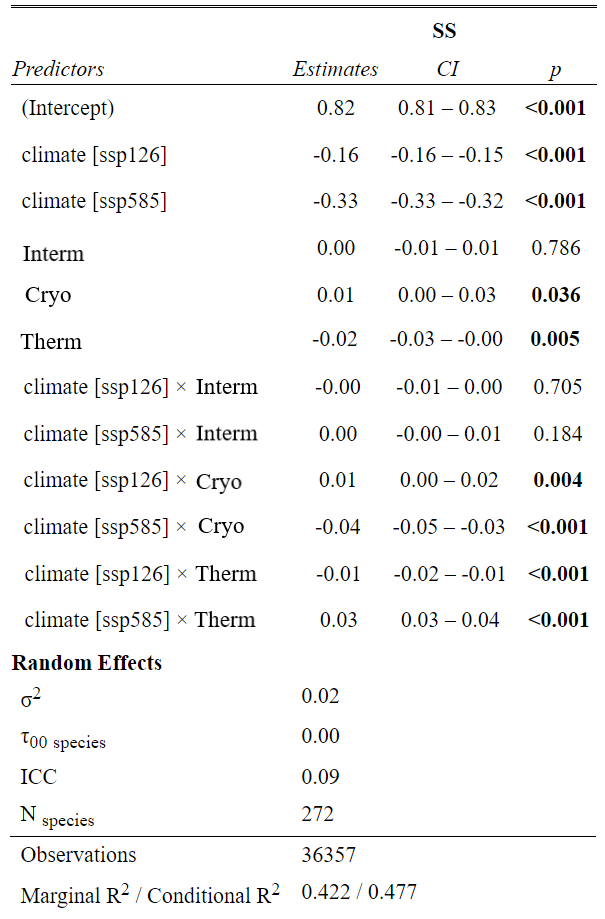 SS
Predictors Estimates CI p
(Intercept) 0.82 0.81 – 0.83 <0.001
climate [ssp126] -0.16 -0.16 – -0.15 <0.001
climate [ssp585] -0.33 -0.33 – -0.32 <0.001
Interm 0.00 -0.01 – 0.01 0.786
Cryo 0.01 0.00 – 0.03 0.036
Therm -0.02 -0.03 – -0.00 0.005
climate [ssp126] × Interm -0.00 -0.01 – 0.00 0.705
climate [ssp585] × Interm 0.00 -0.00 – 0.01 0.184
climate [ssp126] × Cryo 0.01 0.00 – 0.02 0.004
climate [ssp585] × Cryo -0.04 -0.05 – -0.03 <0.001
climate [ssp126] × Therm -0.01 -0.02 – -0.01 <0.001
climate [ssp585] × Therm 0.03 0.03 – 0.04 <0.001
Random Effects
σ2 0.02
τ00 species 0.00
ICC 0.09
N species 272
Observations 36357
Marginal R2 / Conditional R2 0.422 / 0.477